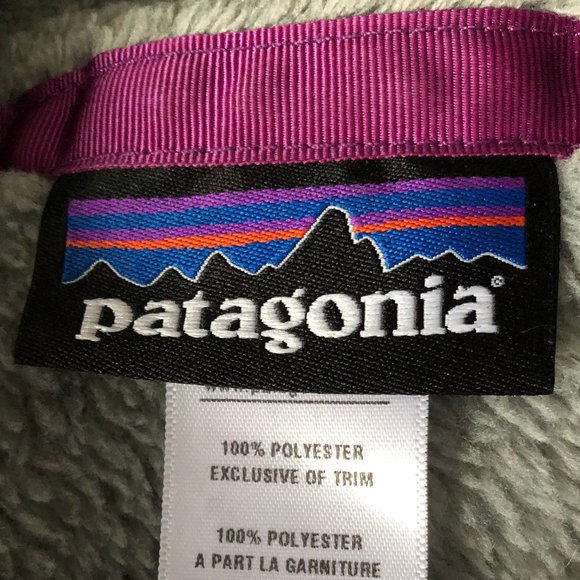 patagonia®
100% POLYESTER
EXCLUSIVE OF TRIM
100% POLYESTER
A PART LA GARNITURE